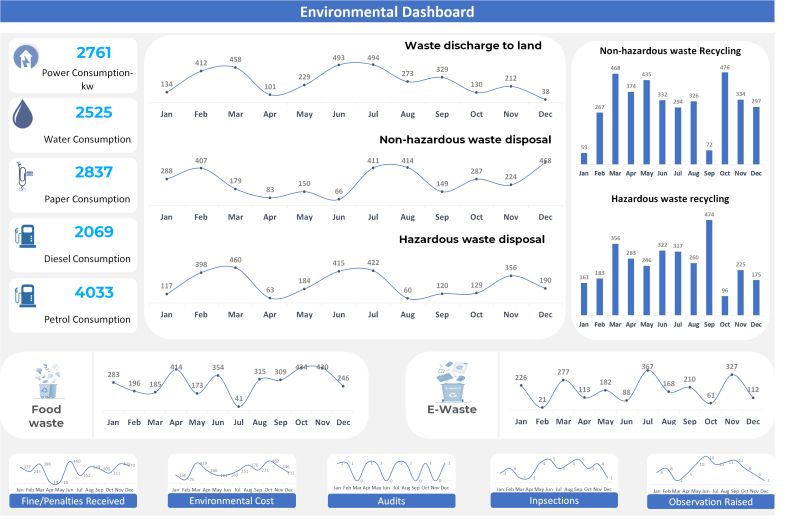 Environmental Dashboard
2761
Power Consumption-
kw
2525
Water Consumption
2837
Paper Consumption
2069
Diesel Consumption
4033
Petrol Consumption
Waste discharge to land
134 412 458 101 229 493 494 273 329 130 212 38
Jan Feb Mar Apr May Jun Jul Aug Sep Oct Nov Dec
Non-hazardous waste disposal
288 407 179 83 150 66 411 414 149 287 224 468
Jan Feb Mar Apr May Jun Jul Aug Sep Oct Nov Dec
Hazardous waste disposal
117 398 460 63 184 415 422 60 120 129 356 190
Jan Feb Mar Apr May Jun Jul Aug Sep Oct Nov Dec
Non-hazardous waste Recycling
59 267 468 374 435 332 294 326 72 476 334 297
Jan Feb Mar Apr May Jun Jul Aug Sep Oct Nov Dec
Hazardous waste recycling
161 183 356 283 246 322 317 260 474 96 225 175
Jan Feb Mar Apr May Jun Jul Aug Sep Oct Nov Dec
Food
waste
283 196 185 414 173 354 41 315 309 434 430 246
Jan Feb Mar Apr May Jun Jul Aug Sep Oct Nov Dec
E-Waste
226 21 277 113 182 88 367 168 210 61 327 112
Jan Feb Mar Apr May Jun Jul Aug Sep Oct Nov Dec
Jan Feb Mar Apr May Jun Jul Aug Sep Oct Nov Dec
Fine/Penalties Received
Jan Feb Mar Apr May Jun Jul Aug Sep Oct Nov Dec
Environmental Cost
Jan Feb Mar Apr May Jun Jul Aug Sep Oct Nov Dec
Audits
Jan Feb Mar Apr May Jun Jul Aug Sep Oct Nov Dec
Inpsections
Jan Feb Mar Apr May Jun Jul Aug Sep Oct Nov Dec
Observation Raised